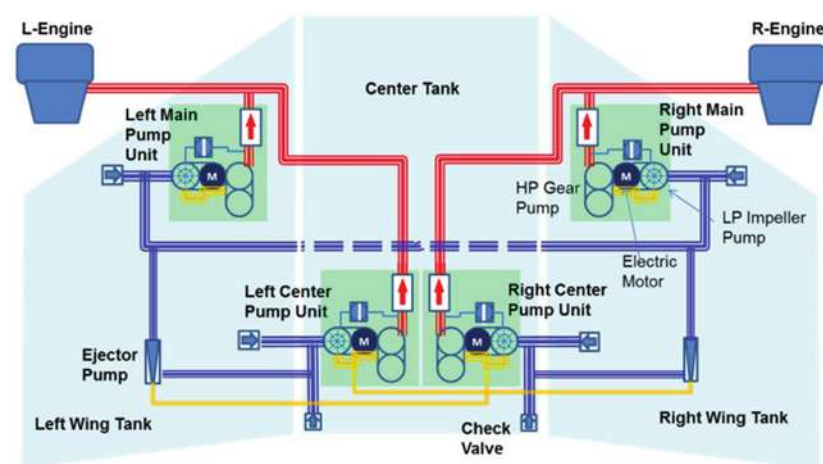 L-Engine
R-Engine
Center Tank
Left Main
Pump
Unit
Right Main
Pump
Unit
M
M
HP Gear
Pump
LP Impeller
Pump
Electric
Motor
Left Center
Pump Unit
Right Center
Pump Unit
M
M
Ejector
Pump
Left Wing Tank
Check
Valve
Right Wing Tank